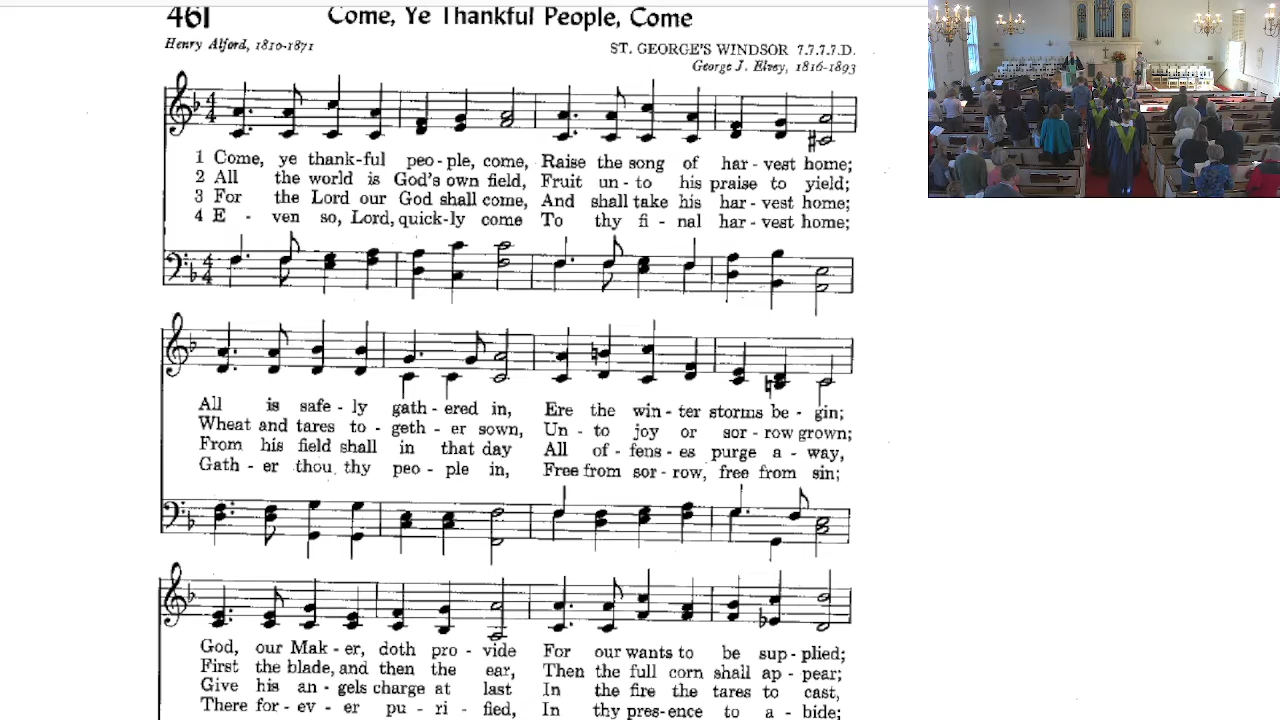 461 Come, Ye Thankful People, Come
Henry Alford, 1810-1871
ST. GEORGE'S WINDSOR 7.7.7.7.D.
George J. Elvey, 1816-1893
1 Come, ye thank-ful peo-ple, come, Raise the song of har-vest home;
2 All the world is God's own field, Fruit un-to his praise to yield;
3 For the Lord our God shall come, And shall take his har-vest home;
4 E-ven so, Lord, quick-ly come To thy fi-nal har-vest home;
All is safe-ly gath-ered in, Ere the win-ter storms be-gin;
Wheat and tares to-geth-er sown, Un-to joy or sor-row grown;
From his field shall in that day All of-fens-es purge a-way,
Gath-er thou thy peo-ple in, Free from sor-row, free from sin;
God, our Mak-er, doth pro-vide For our wants to be sup-plied;
First the blade, and then the ear, Then the full corn shall ap-pear;
Give his an-gels charge at last In the fire the tares to cast,
There for-ev-er pu-ri-fied, In thy pres-ence to a-bide;